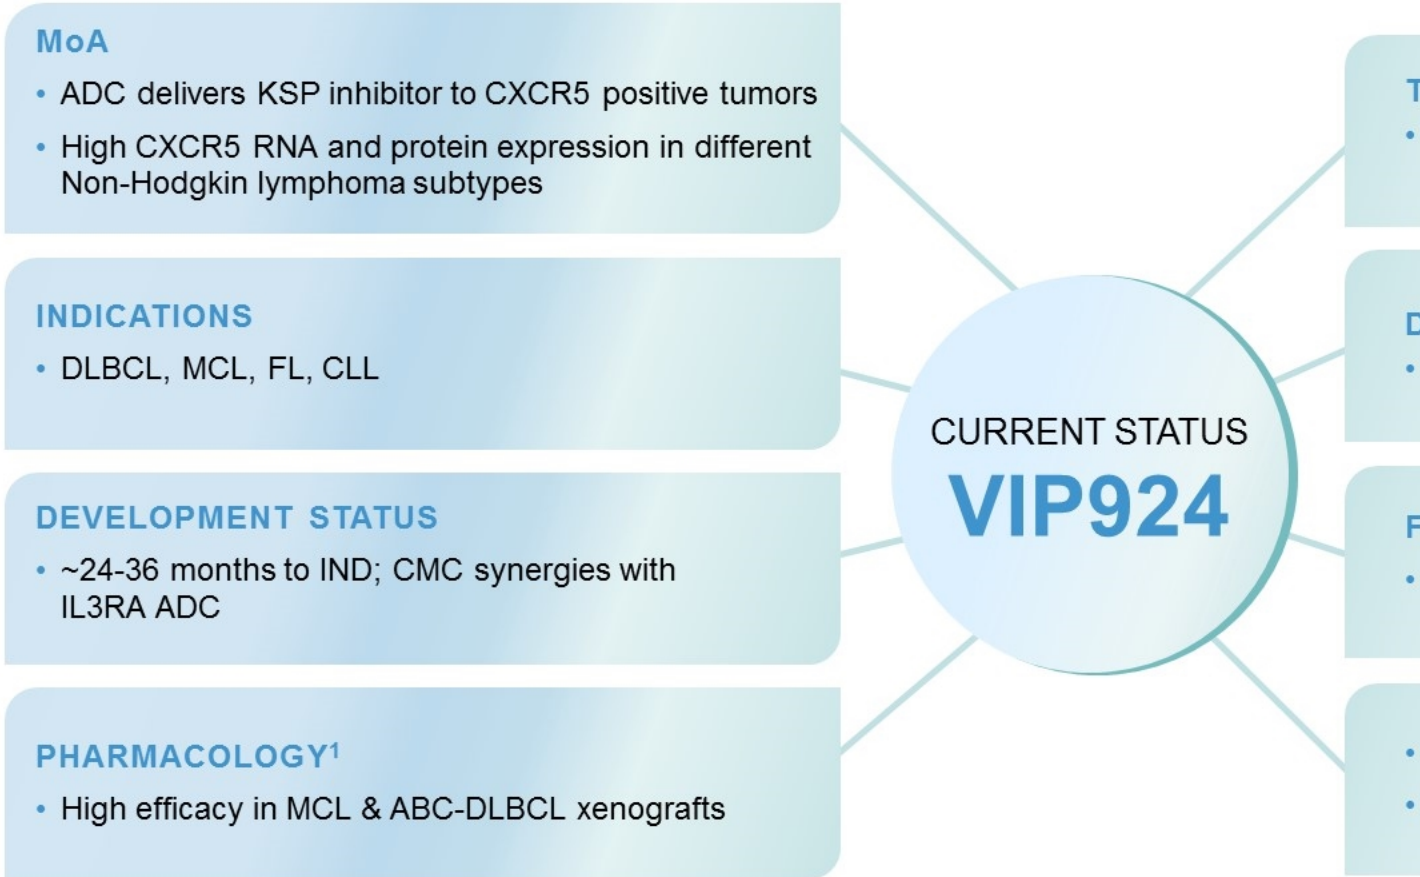 MoA
• ADC delivers KSP inhibitor to CXCR5 positive tumors
• High CXCR5 RNA and protein expression in different
Non-Hodgkin lymphoma subtypes
INDICATIONS
• DLBCL, MCL, FL, CLL
DEVELOPMENT STATUS
• ~24-36 months to IND; CMC synergies with
IL3RA ADC
PHARMACOLOGY¹
• High efficacy in MCL & ABC-DLBCL xenografts
CURRENT STATUS
VIP924